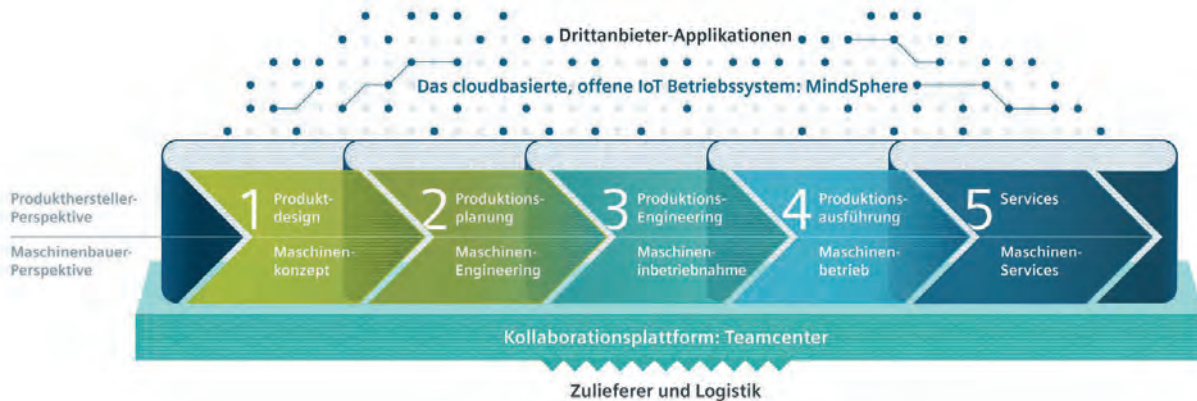 Drittanbieter-Applikationen
Das cloudbasierte, offene IoT Betriebssystem: MindSphere
Produkthersteller-
Perspektive
Maschinenbauer-
Perspektive
1 Produkt-
design
Maschinen-
konzept
2 Produktions-
planung
Maschinen-
Engineering
3 Produktions-
Engineering
Maschinen-
inbetriebnahme
4 Produktions-
ausführung
Maschinen-
betrieb
5 Services
Maschinen-
Services
Kollaborationsplattform: Teamcenter
Zulieferer und Logistik